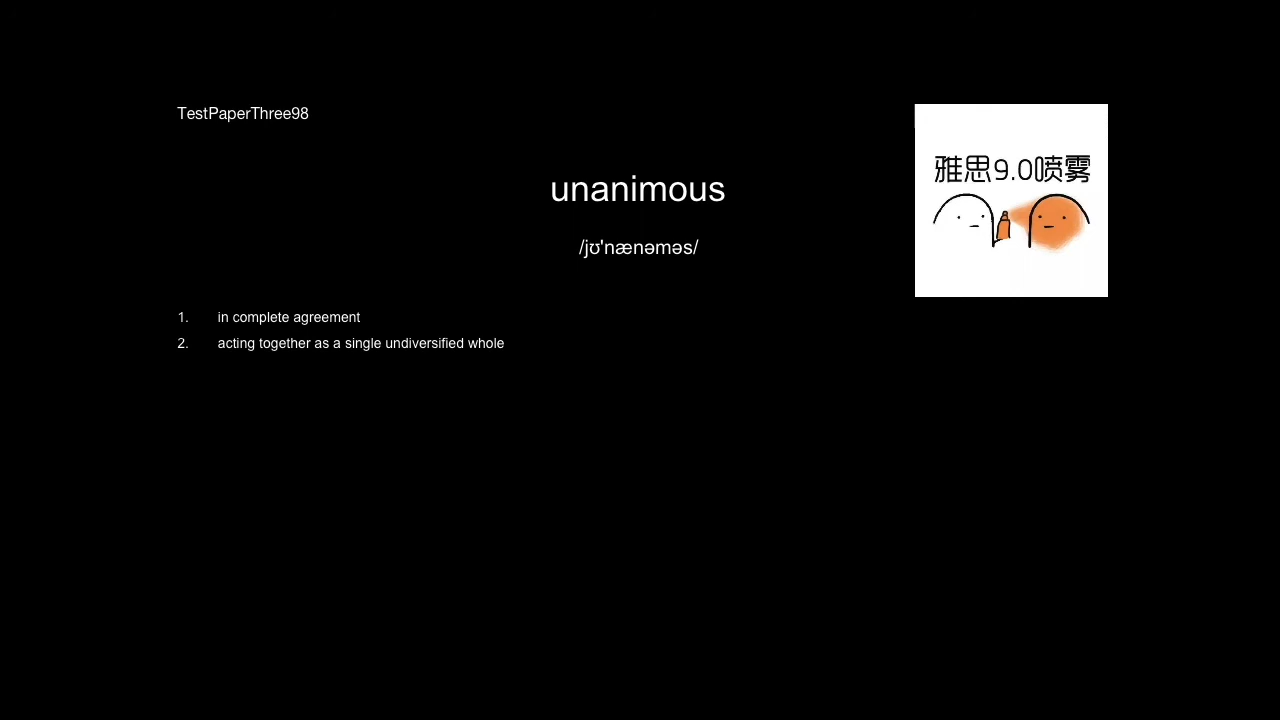 TestPaperThree98
雅思9.0喷雾
unanimous
/jʊ'nænəməs/
1. in complete agreement
2. acting together as a single undiversified whole